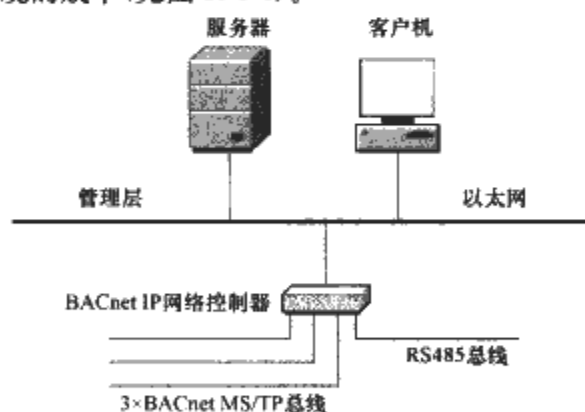 服务器 客户机
管理层 以太网
BACnet IP网络控制器
RS485总线
3×BACnet MS/TP总线